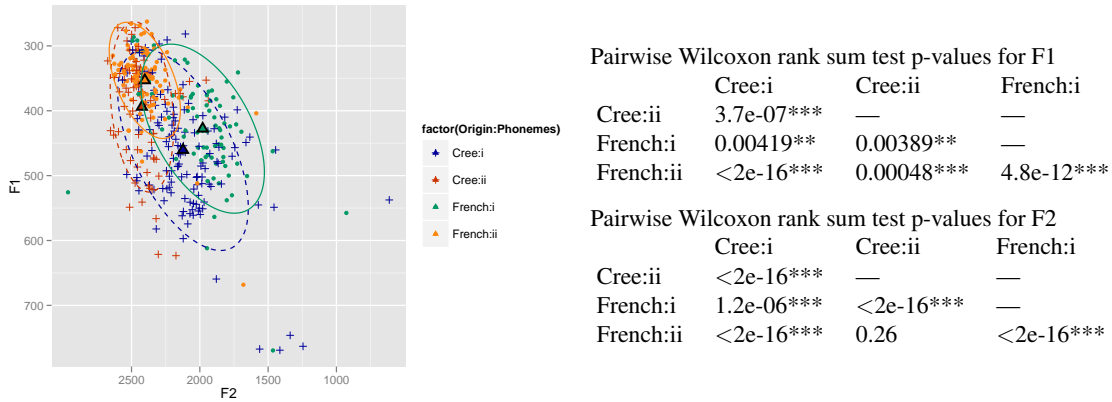 300
400
500
600
700
F1
2500
2000
1500
1000
F2
factor(Origin:Phonemes)
Cree:i
Cree:ii
French:i
French:ii
Pairwise Wilcoxon rank sum test p-values for F1
Cree:i Cree:ii French:i
Cree:ii 3.7e-07*** — —
French:i 0.00419** 0.00389** —
French:ii <2e-16*** 0.00048*** 4.8e-12***
Pairwise Wilcoxon rank sum test p-values for F2
Cree:i Cree:ii French:i
Cree:ii <2e-16*** — —
French:i 1.2e-06*** <2e-16*** —
French:ii <2e-16*** 0.26 <2e-16***